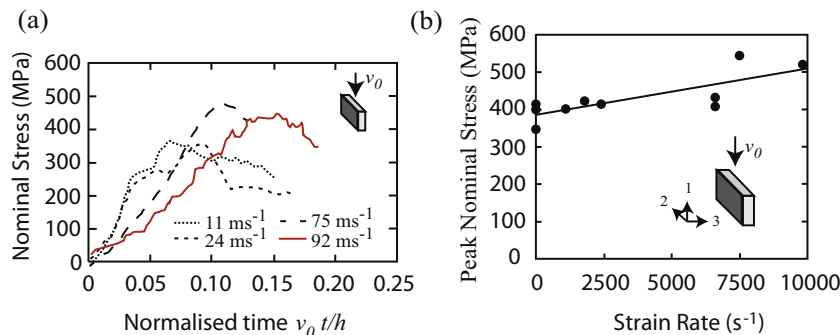 (a)
v₀
Nominal Stress (MPa)
600
500
400
300
200
100
0
11 ms⁻¹
24 ms⁻¹
75 ms⁻¹
92 ms⁻¹
0
0.05
0.10
0.15
0.20
0.25
Normalised time v₀ t/h
(b)
Peak Nominal Stress (MPa)
600
500
400
300
200
100
0
v₀
1
2
3
0
2500
5000
7500
10000
Strain Rate (s⁻¹)